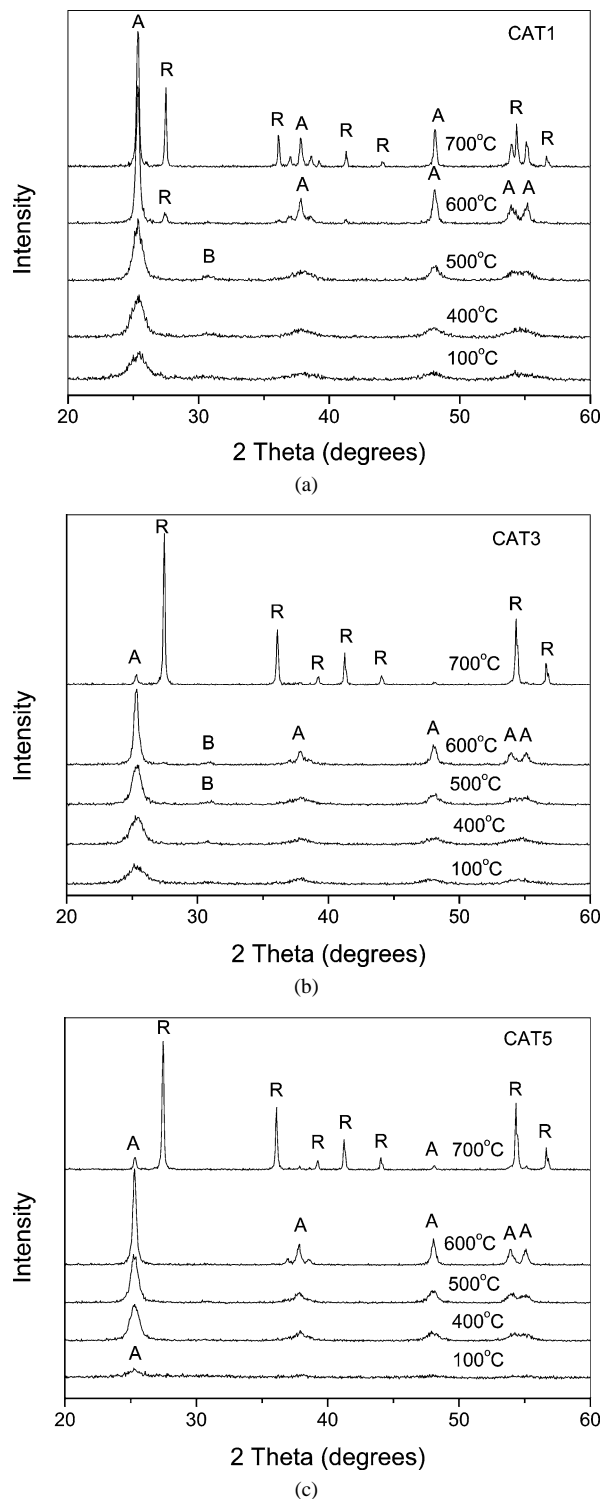 CAT1
A
R
R A R R A R
700°C
R A A A A
600°C
B
500°C
400°C
100°C
Intensity
20 30 40 50 60
2 Theta (degrees)
(a)
CAT3
R
A R R R R R R
700°C
B A A A A
600°C
B
500°C
400°C
100°C
Intensity
20 30 40 50 60
2 Theta (degrees)
(b)
CAT5
R
A R R R R A R R
700°C
A A A A
600°C
500°C
400°C
A
100°C
Intensity
20 30 40 50 60
2 Theta (degrees)
(c)